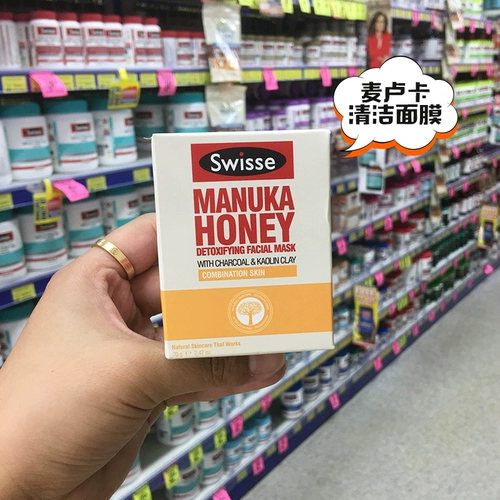 麦卢卡
清洁面膜
Swisse
MANUKA
HONEY
DETOXIFYING FACIAL MASK
WITH CHARCOAL & KAOLIN CLAY
COMBINATION SKIN
Natural Skincare That Works